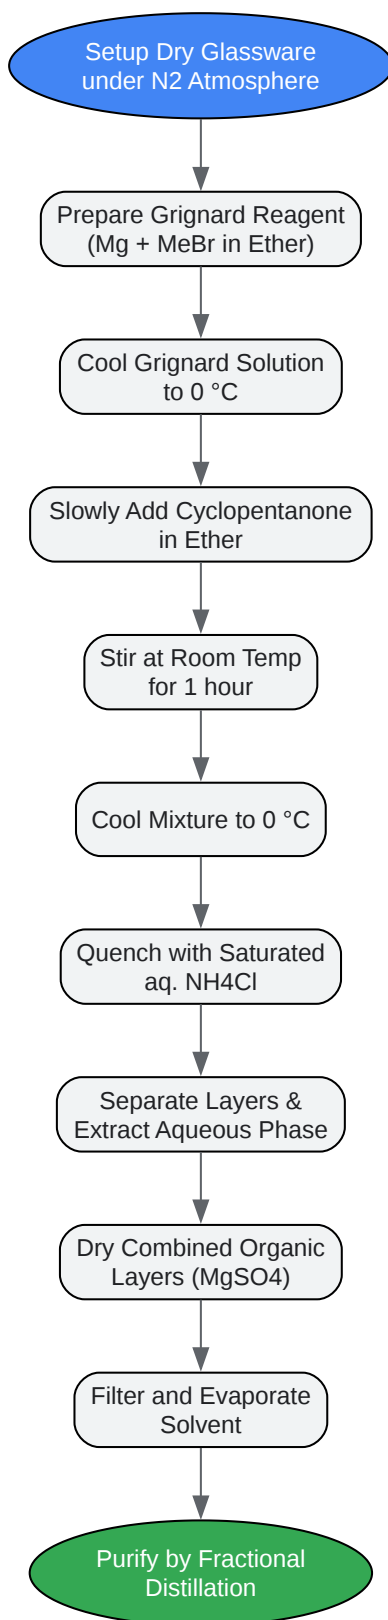 Setup Dry Glassware
under N2 Atmosphere
Prepare Grignard Reagent
(Mg + MeBr in Ether)
Cool Grignard Solution
to 0 °C
Slowly Add Cyclopentanone
in Ether
Stir at Room Temp
for 1 hour
Cool Mixture to 0 °C
Quench with Saturated
aq. NH4Cl
Separate Layers &
Extract Aqueous Phase
Dry Combined Organic
Layers (MgSO4)
Filter and Evaporate
Solvent
Purify by Fractional
Distillation